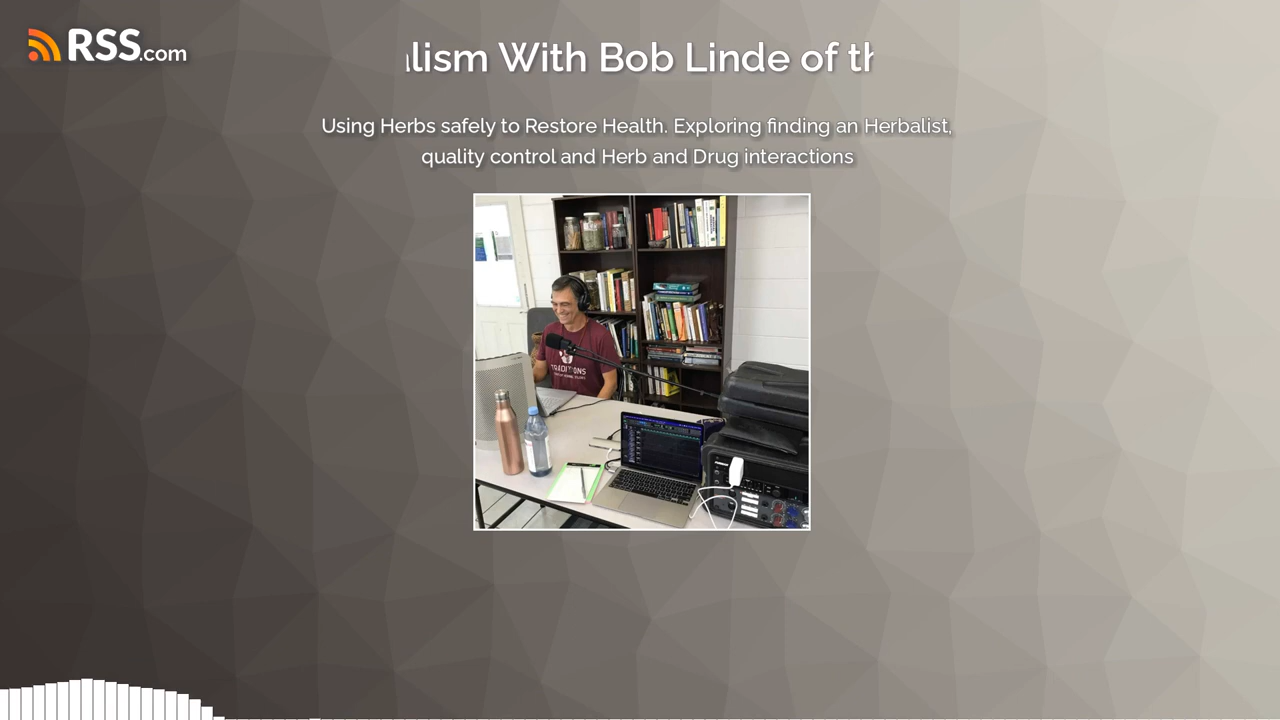 RSS.com
lism With Bob Linde of th
Using Herbs safely to Restore Health. Exploring finding an Herbalist,
quality control and Herb and Drug interactions
TRADITIONS